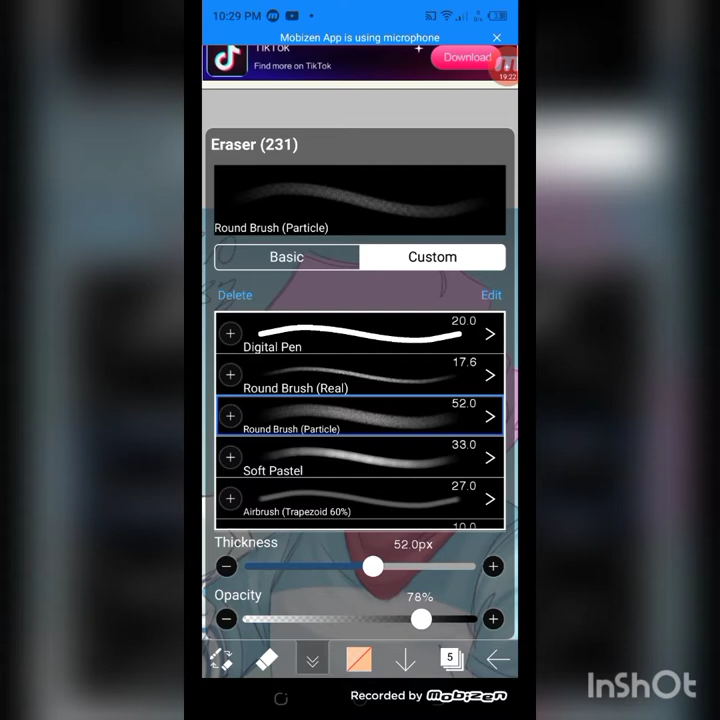 10:29 PM
Mobizen App is using microphone
TIKTOK
Find more on TikTok
Download
19:22
Eraser (231)
Round Brush (Particle)
Basic
Custom
Delete
Edit
20.0
Digital Pen
17.6
Round Brush (Real)
52.0
Round Brush (Particle)
33.0
Soft Pastel
27.0
Airbrush (Trapezoid 60%)
10.0
Thickness
52.0px
Opacity
78%
5
Recorded by mobizen
InShOt